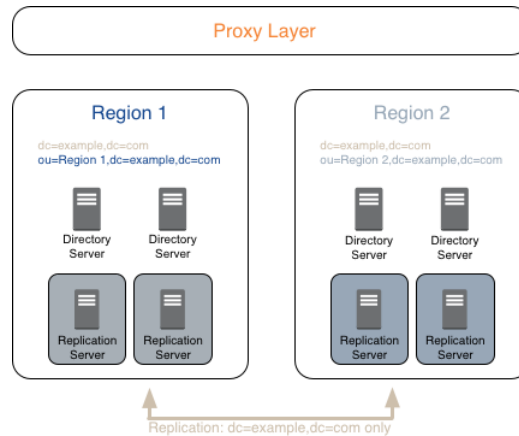 Proxy Layer
Region 1
dc=example,dc=com
ou=Region 1,dc=example,dc=com
Directory
Server
Directory
Server
Replication
Server
Replication
Server
Region 2
dc=example,dc=com
ou=Region 2,dc=example,dc=com
Directory
Server
Directory
Server
Replication
Server
Replication
Server
Replication: dc=example,dc=com only